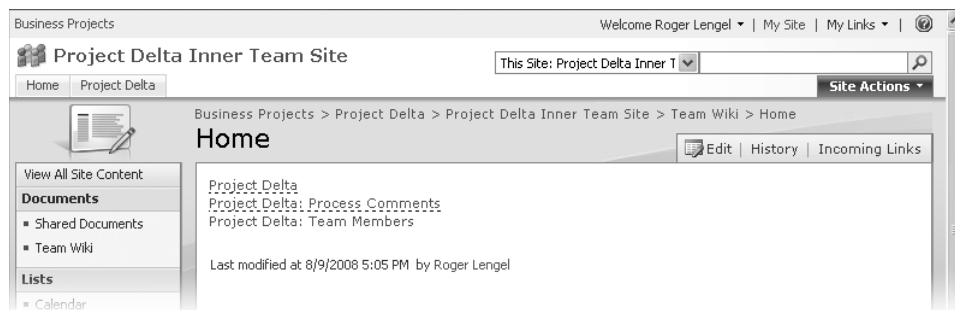 Business Projects
Welcome Roger Lengel | My Site | My Links |
Project Delta Inner Team Site
This Site: Project Delta Inner T
Home Project Delta
Site Actions
Business Projects > Project Delta > Project Delta Inner Team Site > Team Wiki > Home
Home
Edit | History | Incoming Links
View All Site Content
Documents
Shared Documents
Team Wiki
Lists
Calendar
Project Delta
Project Delta: Process Comments
Project Delta: Team Members
Last modified at 8/9/2008 5:05 PM by Roger Lengel